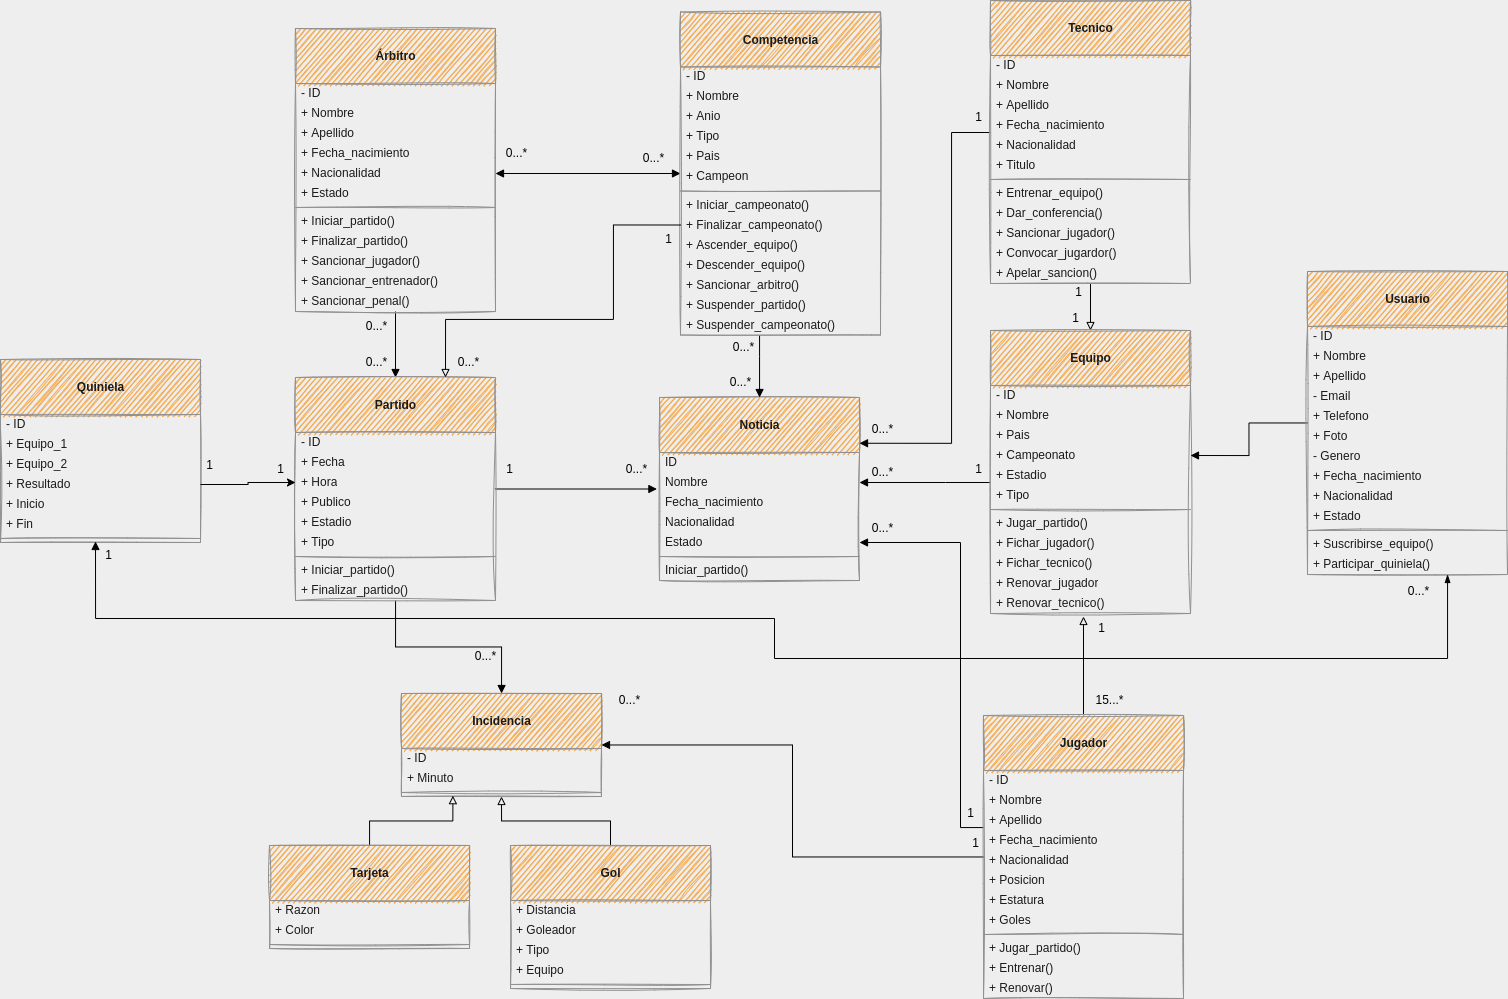 Árbitro
- ID
+ Nombre
+ Apellido
+ Fecha_nacimiento
+ Nacionalidad
+ Estado
+ Iniciar_partido()
+ Finalizar_partido()
+ Sancionar_jugador()
+ Sancionar_entrenador()
+ Sancionar_penal()
0...*
0...*
Competencia
- ID
+ Nombre
+ Anio
+ Tipo
+ Pais
+ Campeon
+ Iniciar_campeonato()
+ Finalizar_campeonato()
+ Ascender_equipo()
+ Descender_equipo()
+ Sancionar_arbitro()
+ Suspender_partido()
+ Suspender_campeonato()
1
Tecnico
- ID
+ Nombre
+ Apellido
+ Fecha_nacimiento
+ Nacionalidad
+ Titulo
+ Entrenar_equipo()
+ Dar_conferencia()
+ Sancionar_jugador()
+ Convocar_jugardor()
+ Apelar_sancion()
1
1
1
Usuario
- ID
+ Nombre
+ Apellido
- Email
+ Telefono
+ Foto
- Genero
+ Fecha_nacimiento
+ Nacionalidad
+ Estado
+ Suscribirse_equipo()
+ Participar_quiniela()
0...*
Quiniela
- ID
+ Equipo_1
+ Equipo_2
+ Resultado
+ Inicio
+ Fin
1
1
1
0...*
0...*
0...*
Partido
- ID
+ Fecha
+ Hora
+ Publico
+ Estadio
+ Tipo
+ Iniciar_partido()
+ Finalizar_partido()
1
0...*
0...*
0...*
Noticia
ID
Nombre
Fecha_nacimiento
Nacionalidad
Estado
Iniciar_partido()
0...*
0...*
0...*
1
Equipo
- ID
+ Nombre
+ Pais
+ Campeonato
+ Estadio
+ Tipo
+ Jugar_partido()
+ Fichar_jugador()
+ Fichar_tecnico()
+ Renovar_jugador
+ Renovar_tecnico()
1
15...*
0...*
0...*
Incidencia
- ID
+ Minuto
Tarjeta
+ Razon
+ Color
Gol
+ Distancia
+ Goleador
+ Tipo
+ Equipo
1
1
Jugador
- ID
+ Nombre
+ Apellido
+ Fecha_nacimiento
+ Nacionalidad
+ Posicion
+ Estatura
+ Goles
+ Jugar_partido()
+ Entrenar()
+ Renovar()